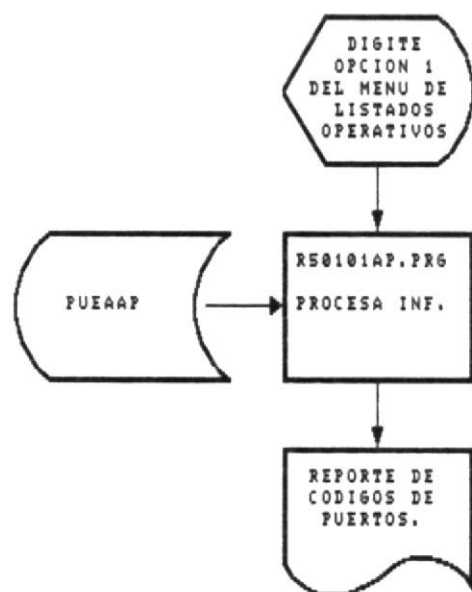 DIGITE
OPCION 1
DEL MENU DE
LISTADOS
OPERATIVOS
R50101AP.PRG
PUEAAP
PROCESA INF.
REPORTE DE
CODIGOS DE
PUERTOS.